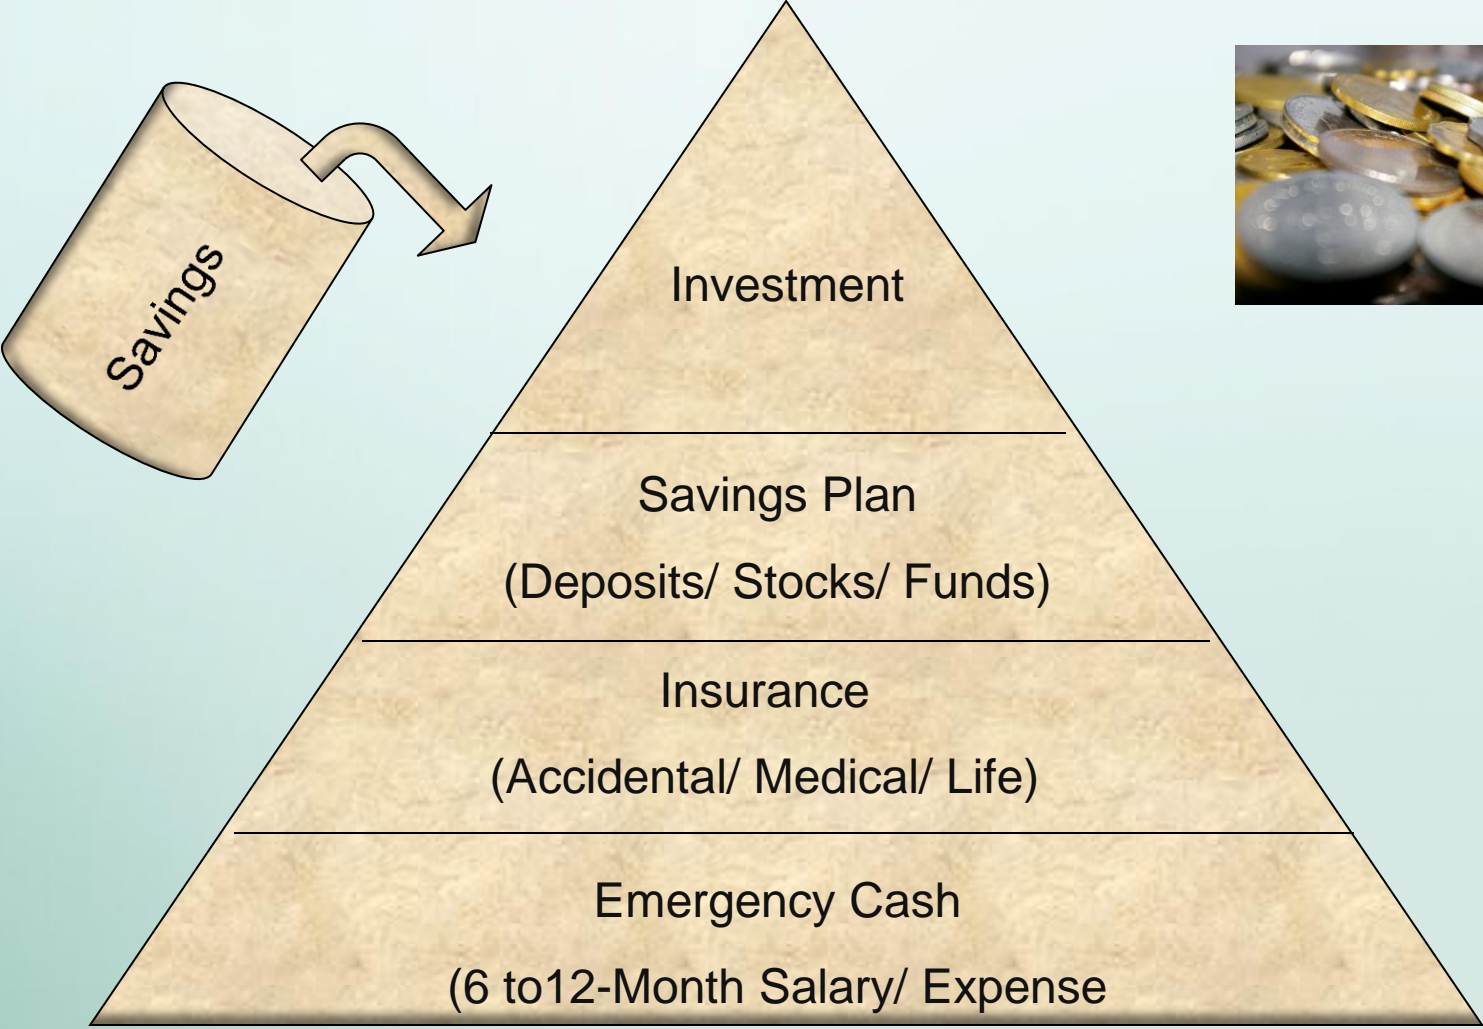 Savings
Investment
Savings Plan
(Deposits/ Stocks/ Funds)
Insurance
(Accidental/ Medical/ Life)
Emergency Cash
(6 to12-Month Salary/ Expense